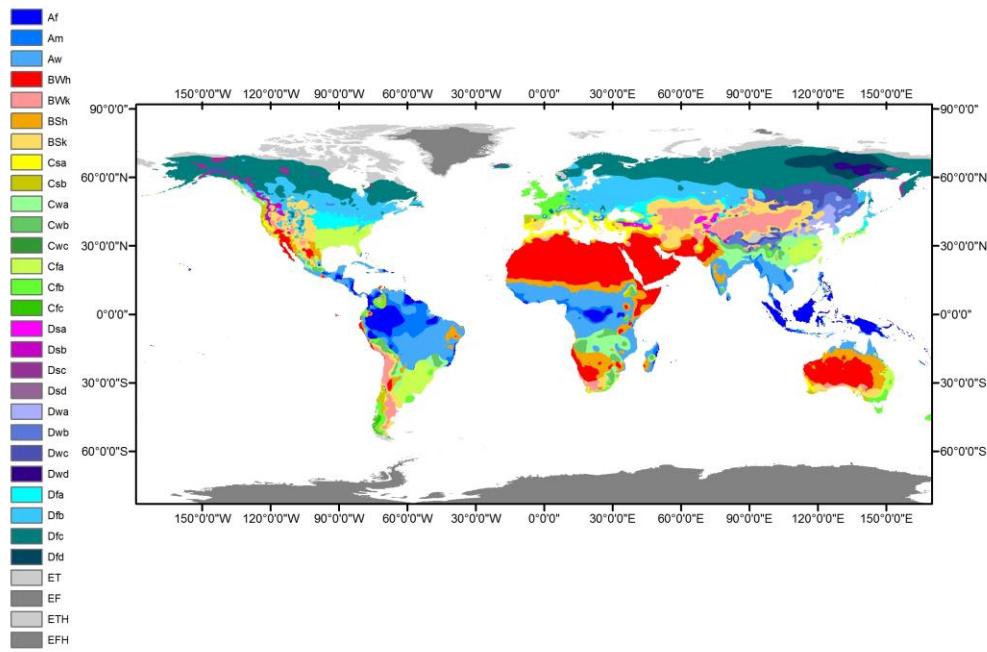 Af
Am
Aw
BWh
BWk
BSh
BSk
Csa
Csb
Cwa
Cwb
Cwc
Cfa
Cfb
Cfc
Dsa
Dsb
Dsc
Dsd
Dwa
Dwb
Dwc
Dwd
Dfa
Dfb
Dfc
Dfd
ET
EF
ETH
EFH
150°0'0"W 120°0'0"W 90°0'0"W 60°0'0"W 30°0'0"W 0°0'0" 30°0'0"E 60°0'0"E 90°0'0"E 120°0'0"E 150°0'0"E
90°0'0" 90°0'0"
60°0'0"N 60°0'0"N
30°0'0"N 30°0'0"N
0°0'0" 0°0'0"
30°0'0"S 30°0'0"S
60°0'0"S 60°0'0"S
150°0'0"W 120°0'0"W 90°0'0"W 60°0'0"W 30°0'0"W 0°0'0" 30°0'0"E 60°0'0"E 90°0'0"E 120°0'0"E 150°0'0"E